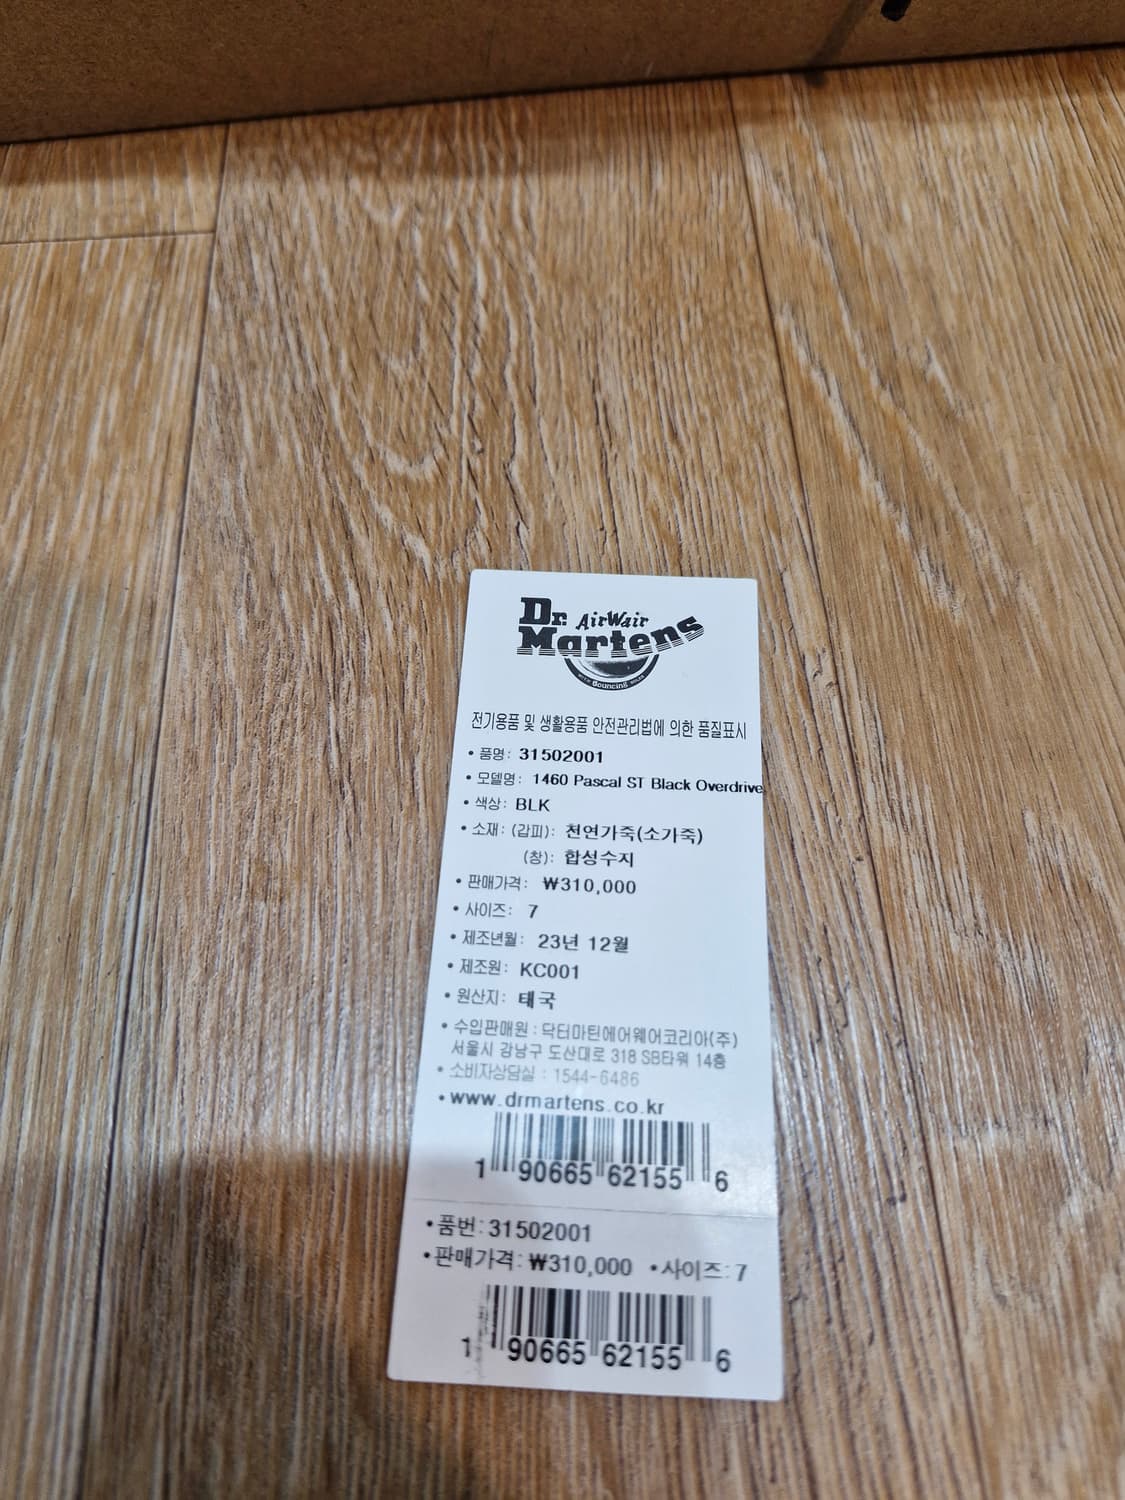 Dr. AirWair
Martens
WITH Bouncing SOLES
전기용품 및 생활용품 안전관리법에 의한 품질표시
• 품명: 31502001
• 모델명: 1460 Pascal ST Black Overdrive
• 색상: BLK
• 소재: (갑피): 천연가죽(소가죽)
(창): 합성수지
• 판매가격: ₩310,000
• 사이즈: 7
• 제조년월: 23년 12월
• 제조원: KC001
• 원산지: 태국
• 수입판매원 : 닥터마틴에어웨어코리아(주)
서울시 강남구 도산대로 318 SB타워 14층
• 소비자상담실 : 1544-6486
• www.drmartens.co.kr
1 90665 62155 6
• 품번: 31502001
• 판매가격: ₩310,000 • 사이즈: 7
1 90665 62155 6